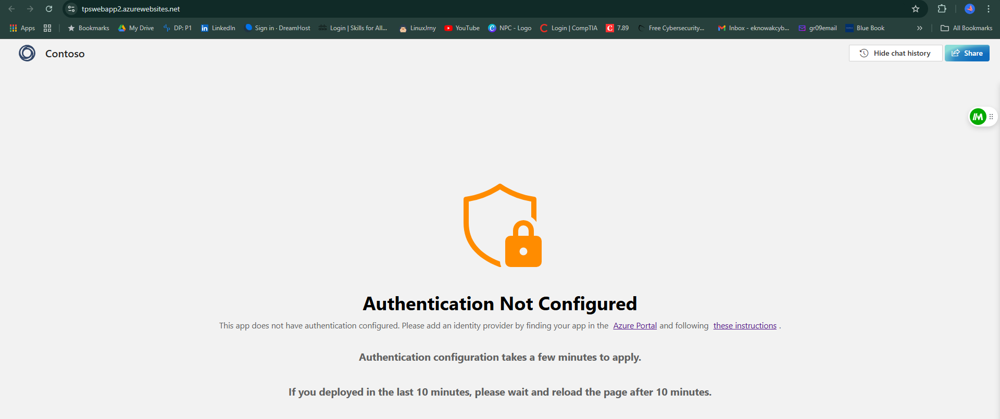 tpswebapp2.azurewebsites.net
Apps Bookmarks My Drive DP: P1 LinkedIn Sign in · DreamHost Login | Skills for All... LinuxJrny YouTube NPC - Logo Login | CompTIA 7.89 Free Cybersecurity... Inbox - eknowakcyb... gr09email Blue Book » All Bookmarks
Contoso
Hide chat history
Share
Authentication Not Configured
This app does not have authentication configured. Please add an identity provider by finding your app in the Azure Portal and following these instructions .
Authentication configuration takes a few minutes to apply.
If you deployed in the last 10 minutes, please wait and reload the page after 10 minutes.